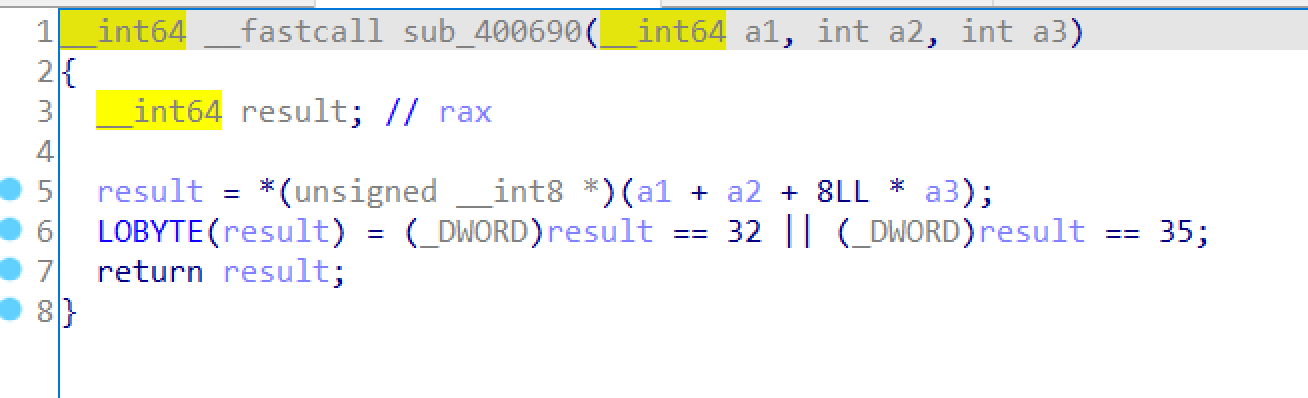 1 __int64 __fastcall sub_400690(__int64 a1, int a2, int a3)
2 {
3 __int64 result; // rax
4
5 result = *(unsigned __int8 *)(a1 + a2 + 8LL * a3);
6 LOBYTE(result) = (_DWORD)result == 32 || (_DWORD)result == 35;
7 return result;
8 }